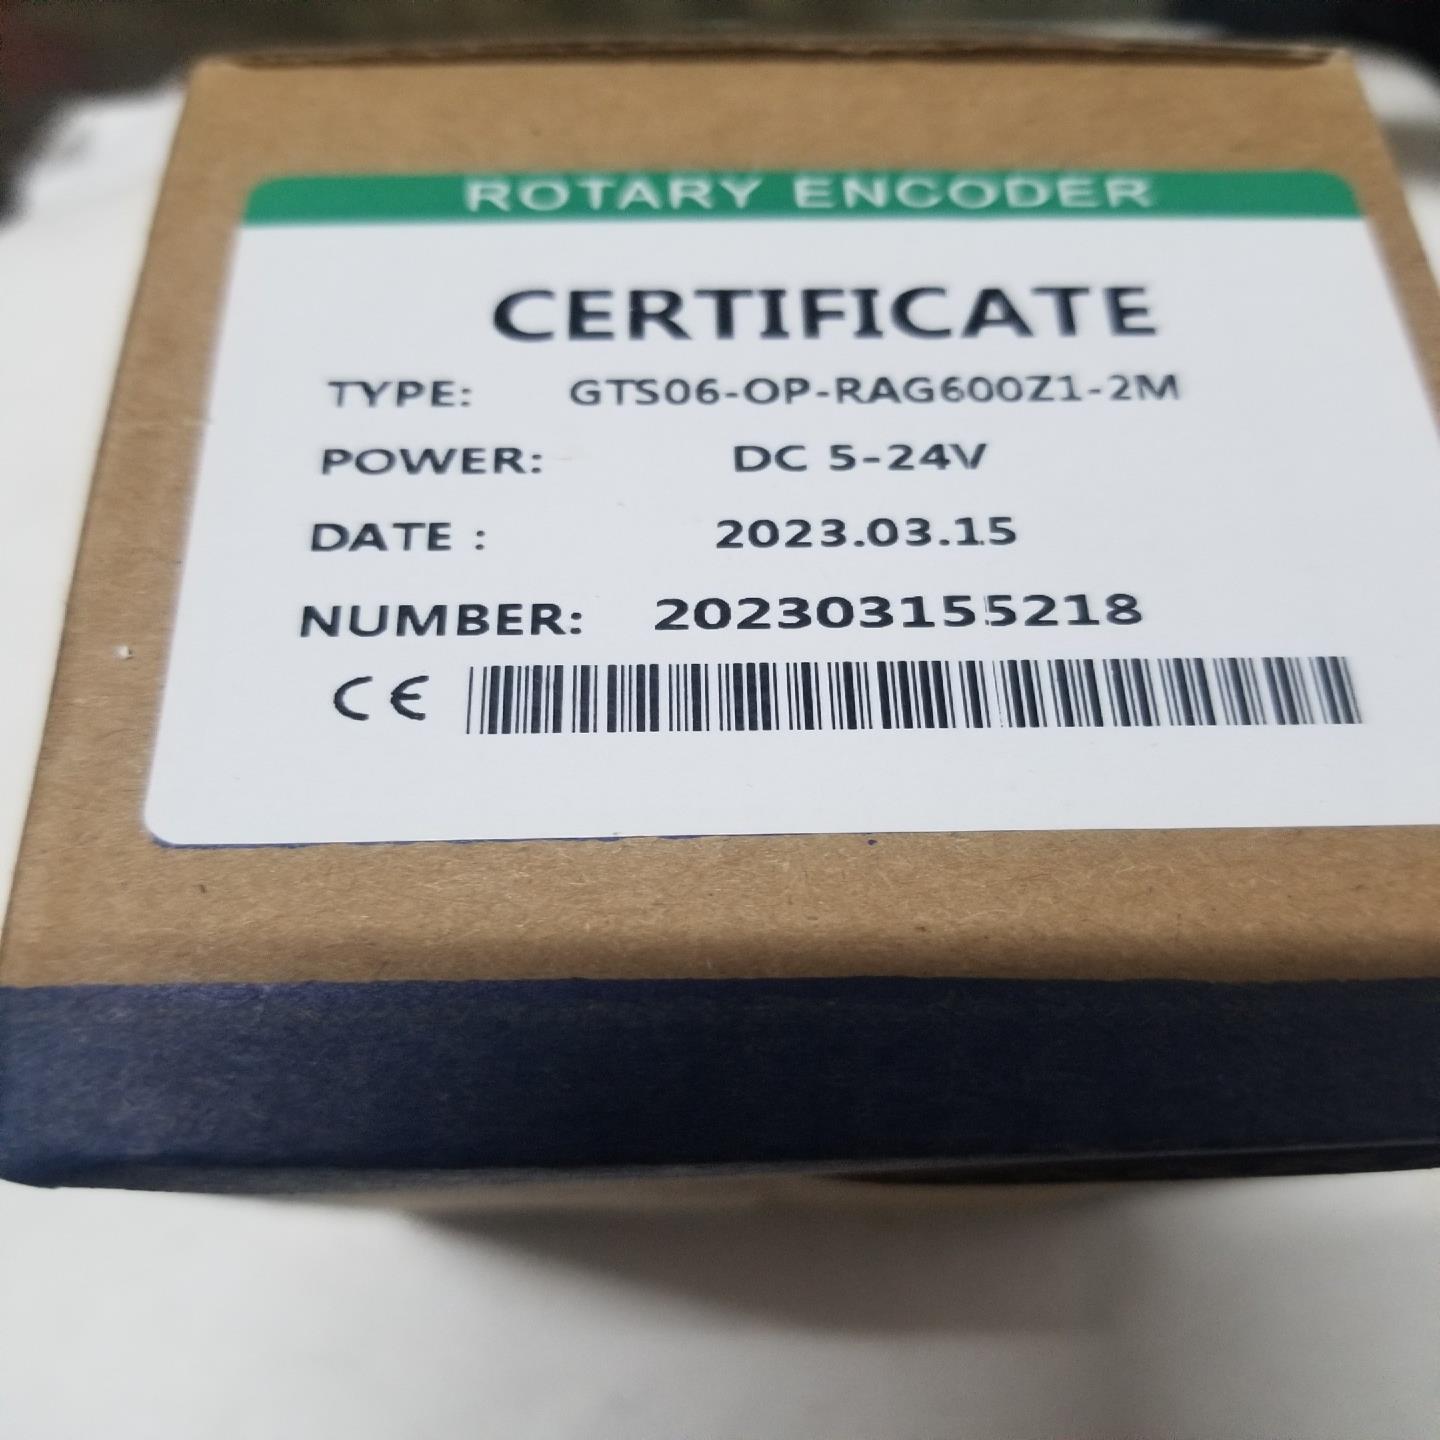 ROTARY ENCODER
CERTIFICATE
TYPE: GTS06-OP-RAG600Z1-2M
POWER: DC 5-24V
DATE : 2023.03.15
NUMBER: 202303155218
CE